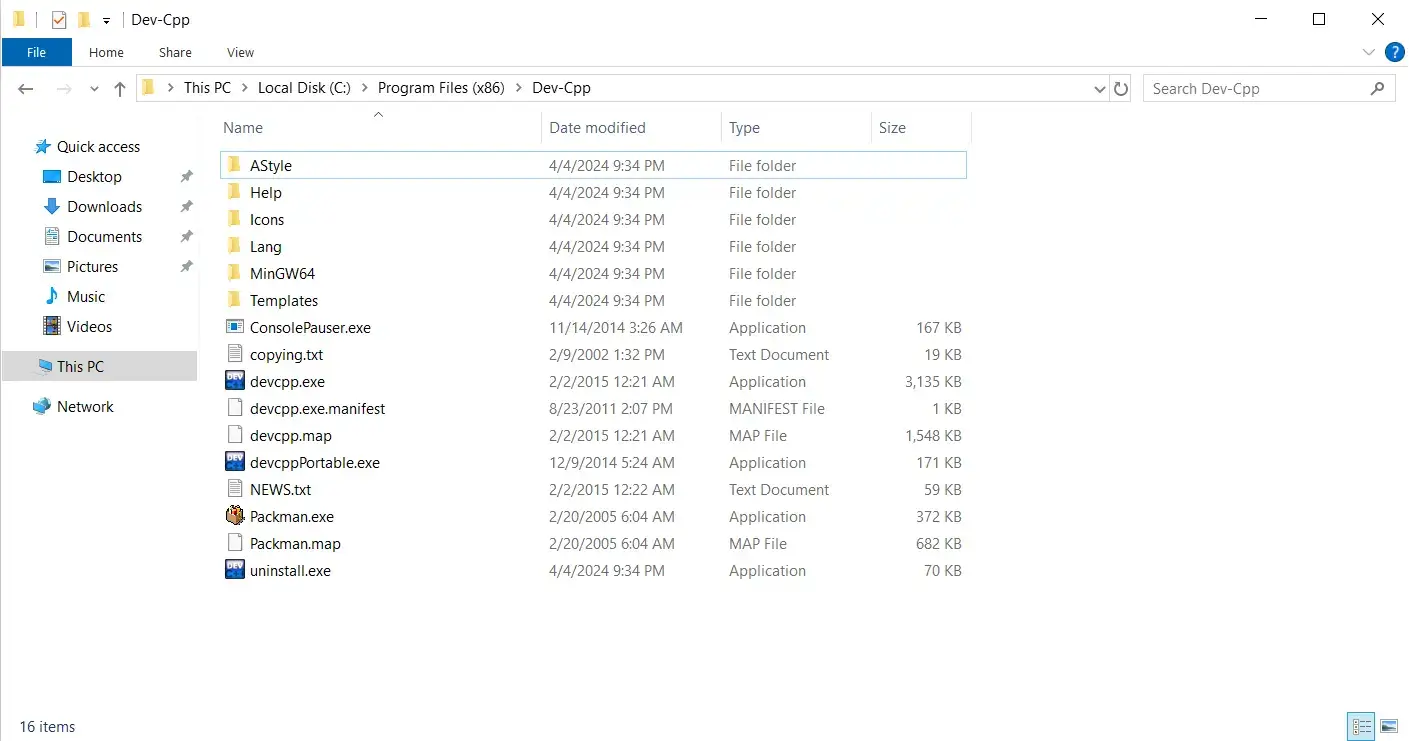 Dev-Cpp
File Home Share View
This PC Local Disk (C:) Program Files (x86) Dev-Cpp Search Dev-Cpp
Name Date modified Type Size
Quick access
Desktop
Downloads
Documents
Pictures
Music
Videos
This PC
Network
AStyle 4/4/2024 9:34 PM File folder
Help 4/4/2024 9:34 PM File folder
Icons 4/4/2024 9:34 PM File folder
Lang 4/4/2024 9:34 PM File folder
MinGW64 4/4/2024 9:34 PM File folder
Templates 4/4/2024 9:34 PM File folder
ConsolePauser.exe 11/14/2014 3:26 AM Application 167 KB
copying.txt 2/9/2002 1:32 PM Text Document 19 KB
devcpp.exe 2/2/2015 12:21 AM Application 3,135 KB
devcpp.exe.manifest 8/23/2011 2:07 PM MANIFEST File 1 KB
devcpp.map 2/2/2015 12:21 AM MAP File 1,548 KB
devcppPortable.exe 12/9/2014 5:24 AM Application 171 KB
NEWS.txt 2/2/2015 12:22 AM Text Document 59 KB
Packman.exe 2/20/2005 6:04 AM Application 372 KB
Packman.map 2/20/2005 6:04 AM MAP File 682 KB
uninstall.exe 4/4/2024 9:34 PM Application 70 KB
16 items